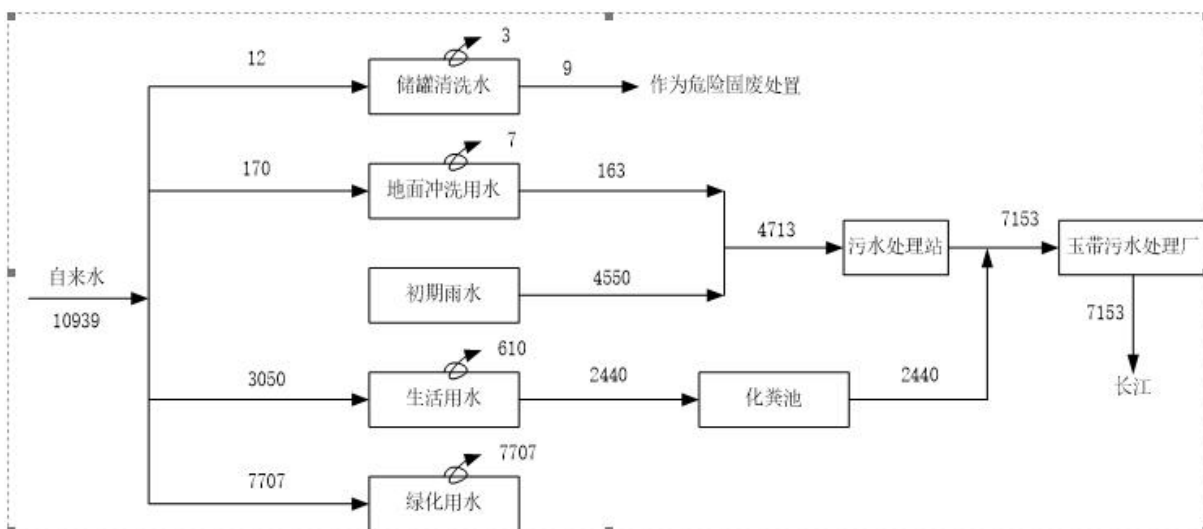 3
12
储罐清洗水
9
作为危险固废处置
7
170
地面冲洗用水
163
4713
污水处理站
7153
玉带污水处理厂
自来水
10939
初期雨水
4550
7153
长江
610
3050
生活用水
2440
化粪池
2440
7707
7707
绿化用水